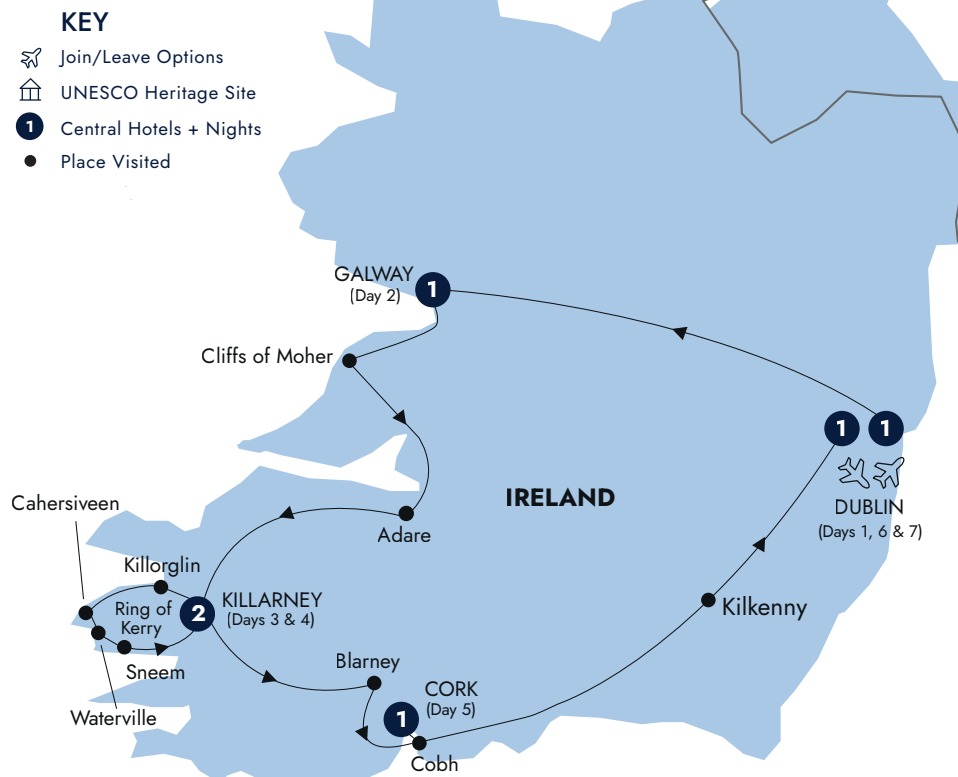 KEY
Join/Leave Options
UNESCO Heritage Site
1 Central Hotels + Nights
Place Visited
GALWAY
(Day 2)
1
Cliffs of Moher
1 1
DUBLIN
(Days 1, 6 & 7)
IRELAND
Cahersiveen
Adare
Killorglin
Ring of
Kerry
2
KILLARNEY
(Days 3 & 4)
Kilkenny
Sneem
Waterville
Blarney
CORK
(Day 5)
1
Cobh